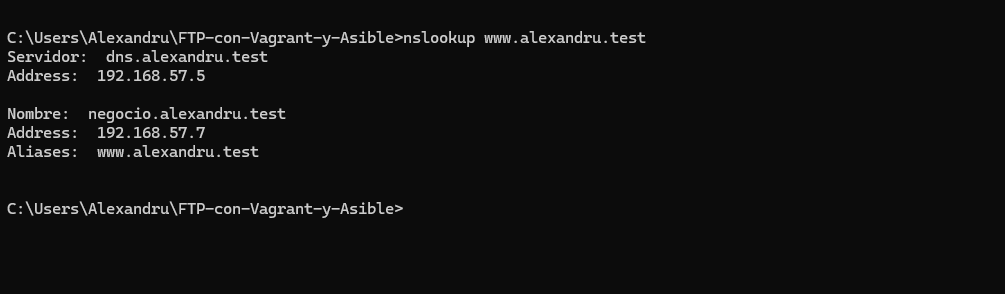 C:\Users\Alexandru\FTP-con-Vagrant-y-Asible>nslookup www.alexandru.test
Servidor:  dns.alexandru.test
Address:  192.168.57.5
Nombre:  negocio.alexandru.test
Address:  192.168.57.7
Aliases:  www.alexandru.test
C:\Users\Alexandru\FTP-con-Vagrant-y-Asible>